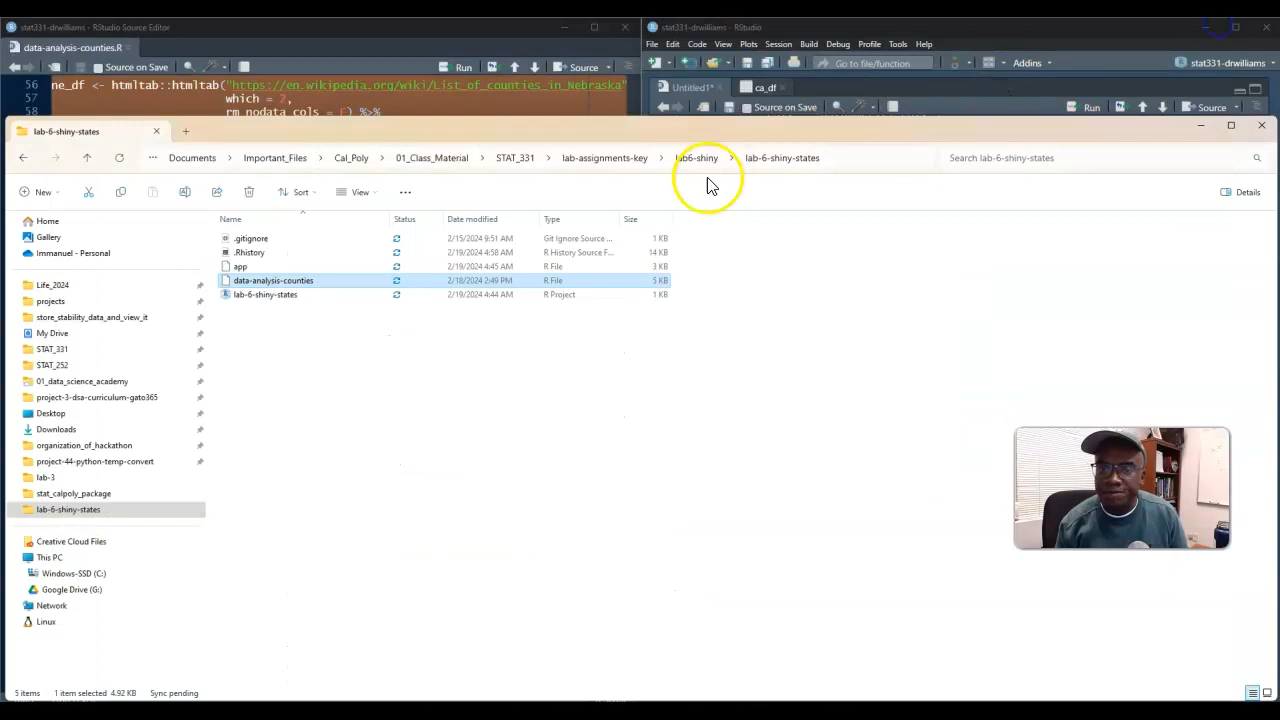 stat331-drwilliams - RStudio Source Editor
data-analysis-counties.R
Source on Save
Run
Source
56 ne_df <- htmltab::htmltab("https://en.wikipedia.org/wiki/List_of_counties_in_Nebraska"
57 which = 2,
58 rm_nodata_cols = F) %>%
stat331-drwilliams - RStudio
File Edit Code View Plots Session Build Debug Profile Tools Help
Go to file/function
Addins
stat331-drwilliams
Untitled1*
ca_df
Source on Save
Run
Source
lab-6-shiny-states
Documents > Important_Files > Cal_Poly > 01_Class_Material > STAT_331 > lab-assignments-key > lab6-shiny > lab-6-shiny-states
Search lab-6-shiny-states
New
Sort
View
Details
Name Status Date modified Type Size
.gitignore 2/15/2024 9:51 AM Git Ignore Source ... 1 KB
.Rhistory 2/19/2024 4:58 AM R History Source F... 14 KB
app 2/19/2024 4:45 AM R File 3 KB
data-analysis-counties 2/18/2024 2:49 PM R File 5 KB
lab-6-shiny-states 2/19/2024 4:44 AM R Project 1 KB
Home
Gallery
Immanuel - Personal
Life_2024
projects
store_stability_data_and_view_it
My Drive
STAT_331
STAT_252
01_data_science_academy
project-3-dsa-curriculum-gato365
Desktop
Downloads
organization_of_hackathon
project-44-python-temp-convert
lab-3
stat_calpoly_package
lab-6-shiny-states
Creative Cloud Files
This PC
Windows-SSD (C:)
Google Drive (G:)
Network
Linux
5 items 1 item selected 4.92 KB Sync pending